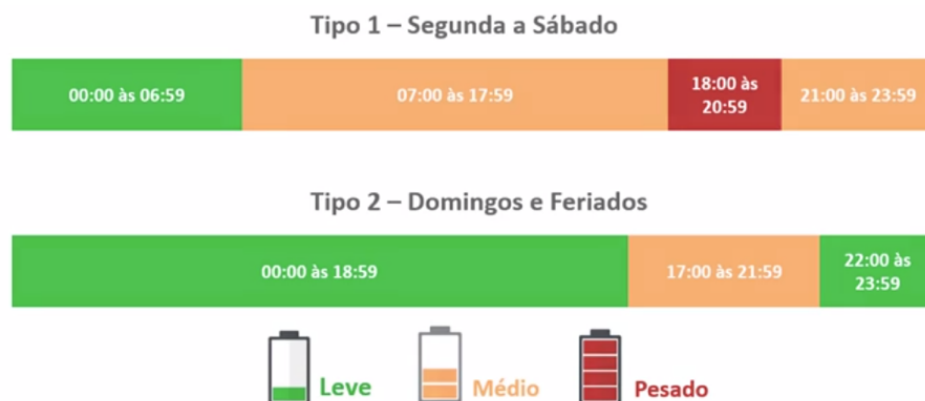 Tipo 1 – Segunda a Sábado
00:00 às 06:59
07:00 às 17:59
18:00 às
20:59
21:00 às 23:59
Tipo 2 – Domingos e Feriados
00:00 às 18:59
17:00 às 21:59
22:00 às
23:59
Leve
Médio
Pesado